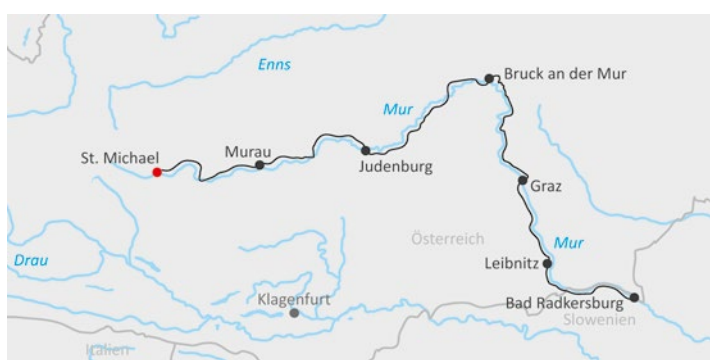 Enns
Bruck an der Mur
Mur
St. Michael
Murau
Judenburg
Graz
Österreich
Mur
Drau
Leibnitz
Klagenfurt
Bad Radkersburg
Slowenien
Italien